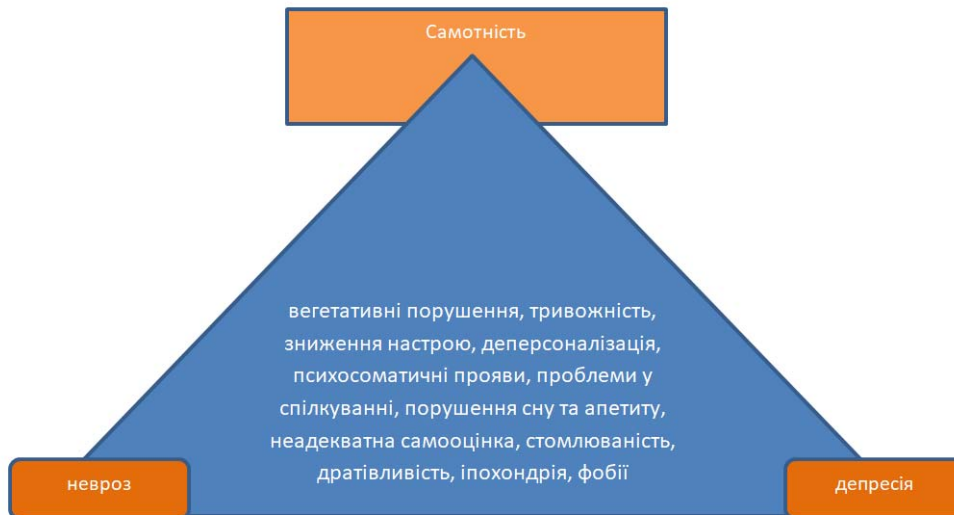 Самотність
вегетативні порушення, тривожність,
зниження настрою, деперсоналізація,
психосоматичні прояви, проблеми у
спілкуванні, порушення сну та апетиту,
неадекватна самооцінка, стомлюваність,
дратівливість, іпохондрія, фобії
невроз
депресія